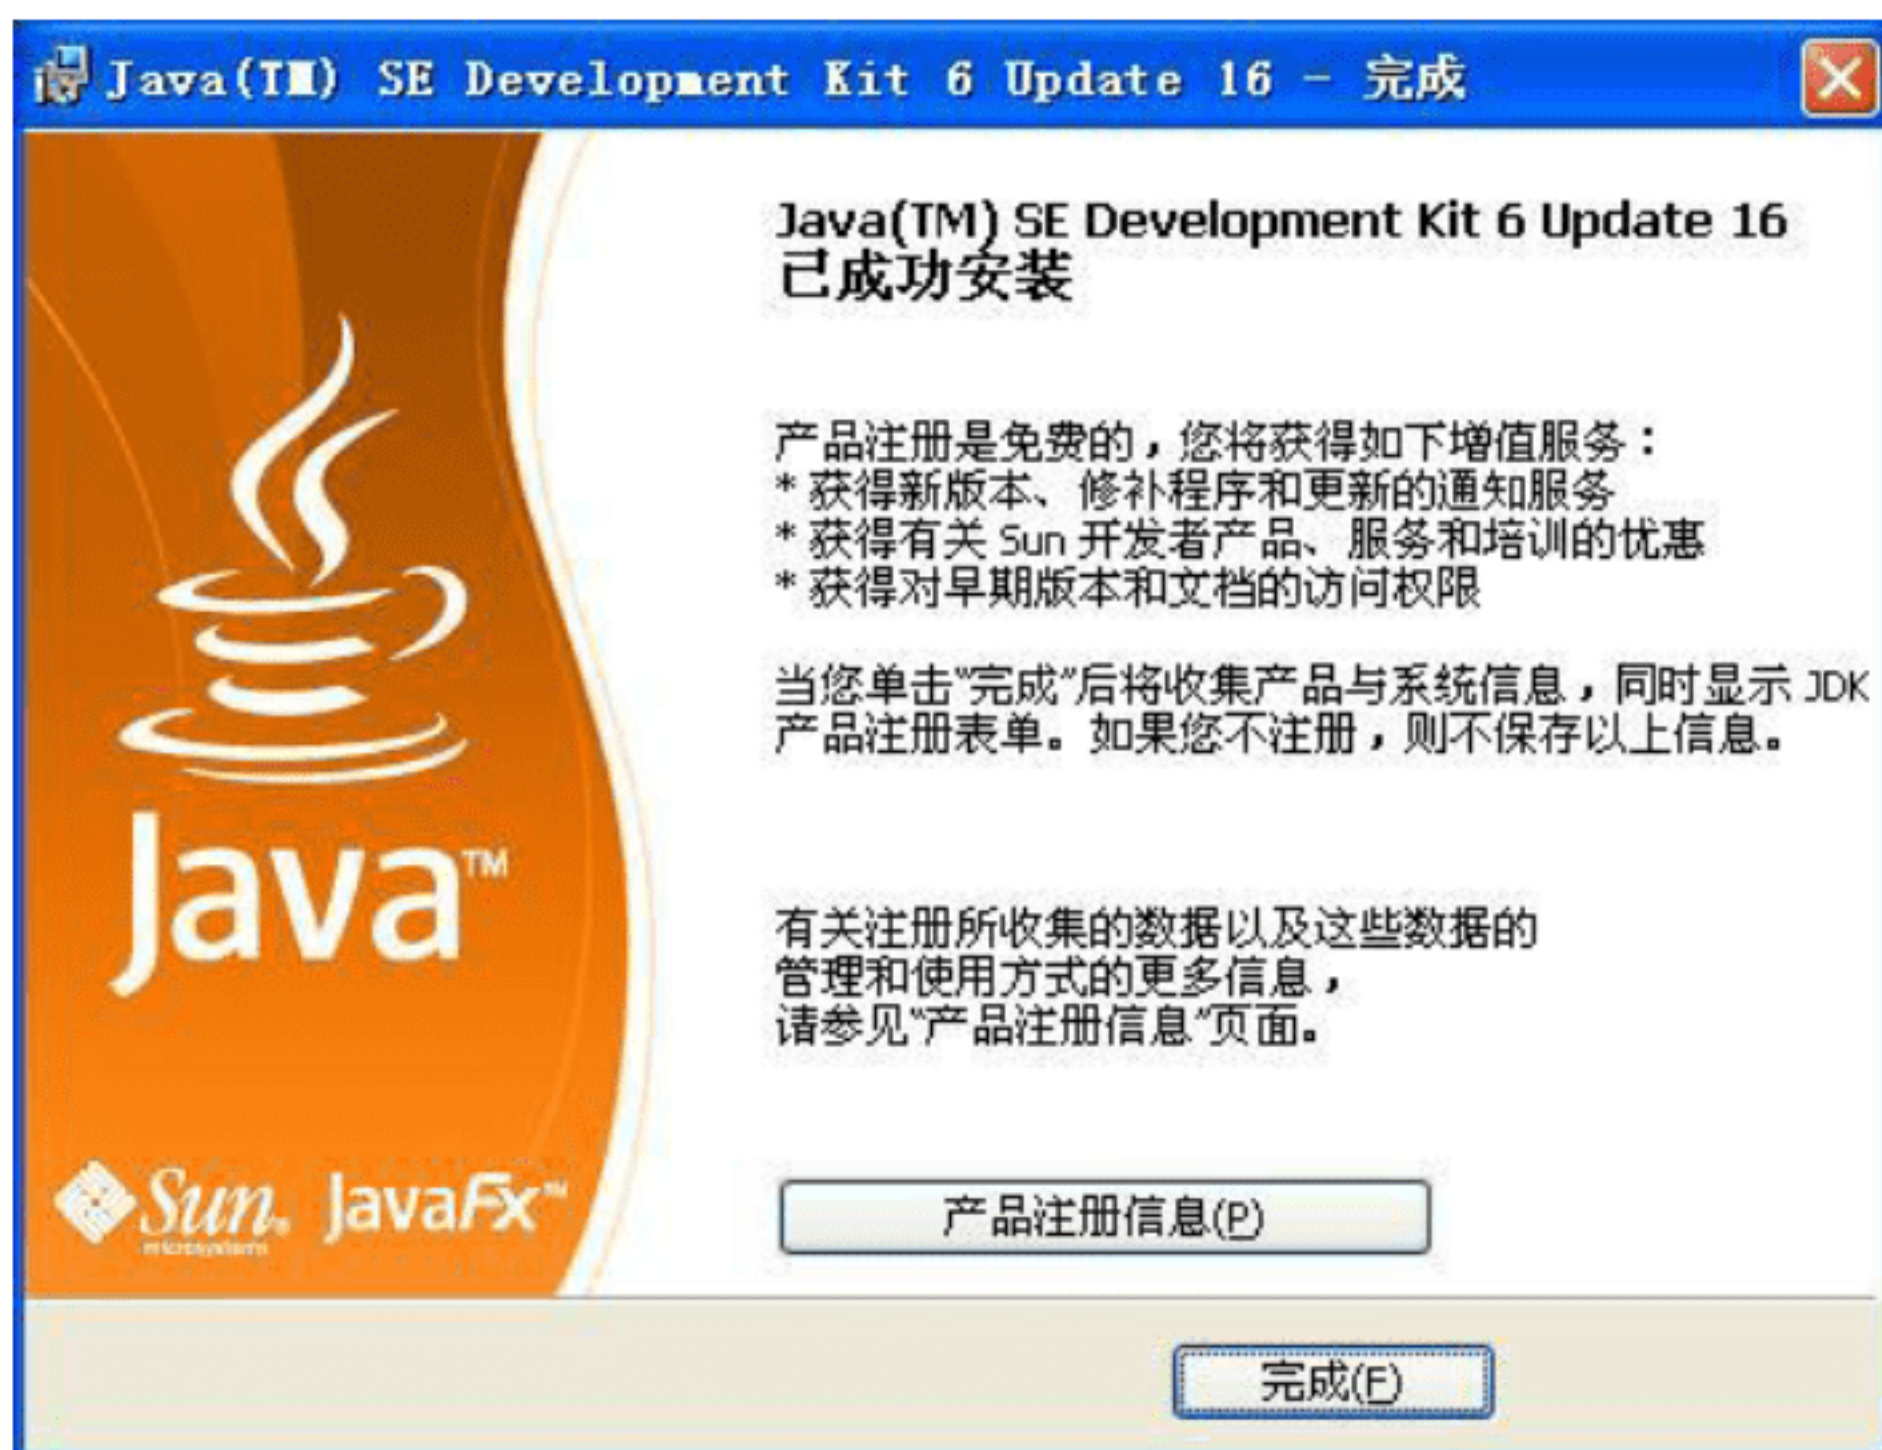 Java(TM) SE Development Kit 6 Update 16 - 完成
Java(TM) SE Development Kit 6 Update 16
已成功安装
产品注册是免费的，您将获得如下增值服务：
* 获得新版本、修补程序和更新的通知服务
* 获得有关 Sun 开发者产品、服务和培训的优惠
* 获得对早期版本和文档的访问权限
当您单击“完成”后将收集产品与系统信息，同时显示 JDK
产品注册表单。如果您不注册，则不保存以上信息。
Java™
有关注册所收集的数据以及这些数据的
管理和使用方式的更多信息，
请参见“产品注册信息”页面。
Sun microsystems JavaFX™
产品注册信息(P)
完成(F)